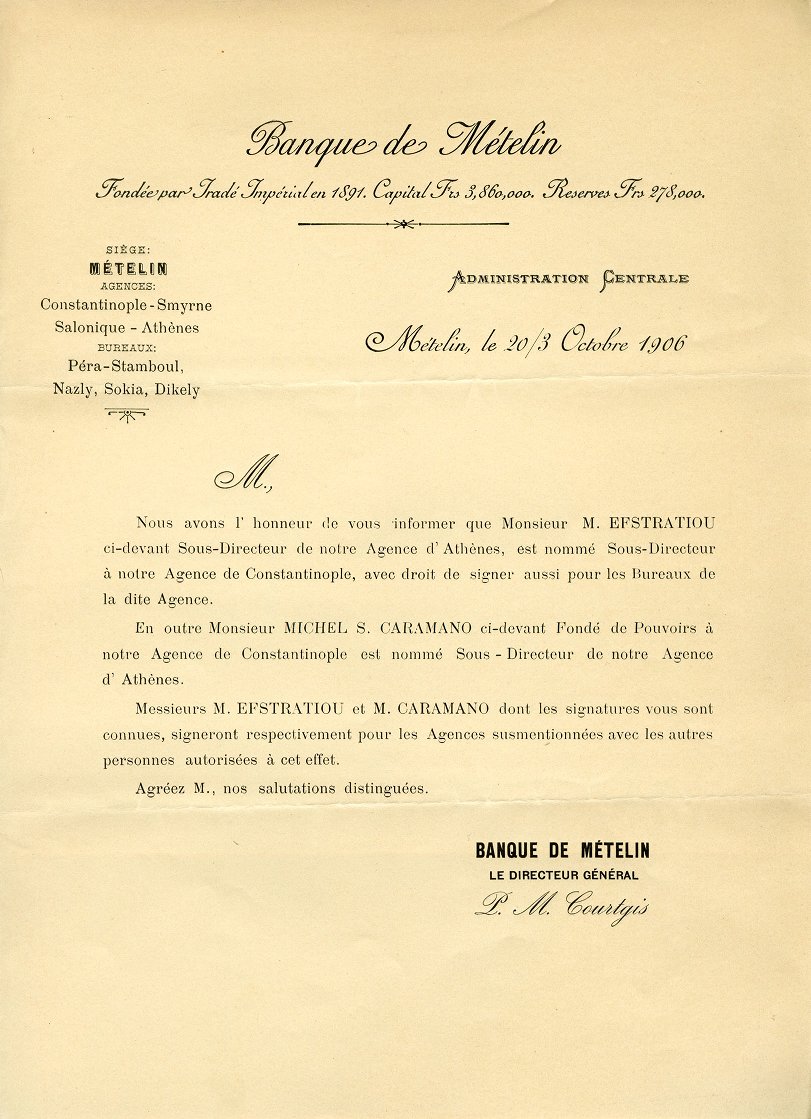 Banque de Mételin
Fondée par Iradé Impérial en 1891. Capital Frs 3,860,000. Reserves Frs 278,000.
SIÈGE:
MÉTELIN
AGENCES:
Constantinople - Smyrne
Salonique - Athènes
BUREAUX:
Péra-Stamboul,
Nazly, Sokia, Dikely
ADMINISTRATION CENTRALE
Mételin, le 20/3 Octobre 1906
M.,
Nous avons l' honneur de vous informer que Monsieur M. EFSTRATIOU
ci-devant Sous-Directeur de notre Agence d' Athènes, est nommé Sous-Directeur
à notre Agence de Constantinople, avec droit de signer aussi pour les Bureaux de
la dite Agence.
En outre Monsieur MICHEL S. CARAMANO ci-devant Fondé de Pouvoirs à
notre Agence de Constantinople est nommé Sous - Directeur de notre Agence
d' Athènes.
Messieurs M. EFSTRATIOU et M. CARAMANO dont les signatures vous sont
connues, signeront respectivement pour les Agences susmentionnées avec les autres
personnes autorisées à cet effet.
Agréez M., nos salutations distinguées.
BANQUE DE MÉTELIN
LE DIRECTEUR GÉNÉRAL
P. M. Courtgis